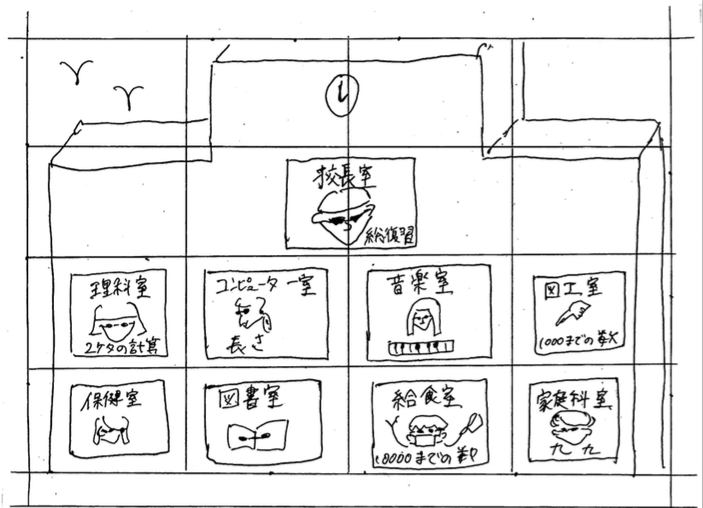 校長室
総復習
理科室
2ケタの計算
コンピューター室
長さ
音楽室
図工室
1000までの数
保健室
図書室
給食室
10000までの数
家庭科室
九九